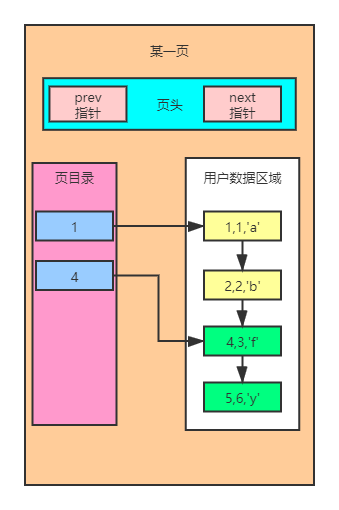 某一页
prev
指针
页头
next
指针
页目录
用户数据区域
1
1,1,'a'
4
2,2,'b'
4,3,'f'
5,6,'y'